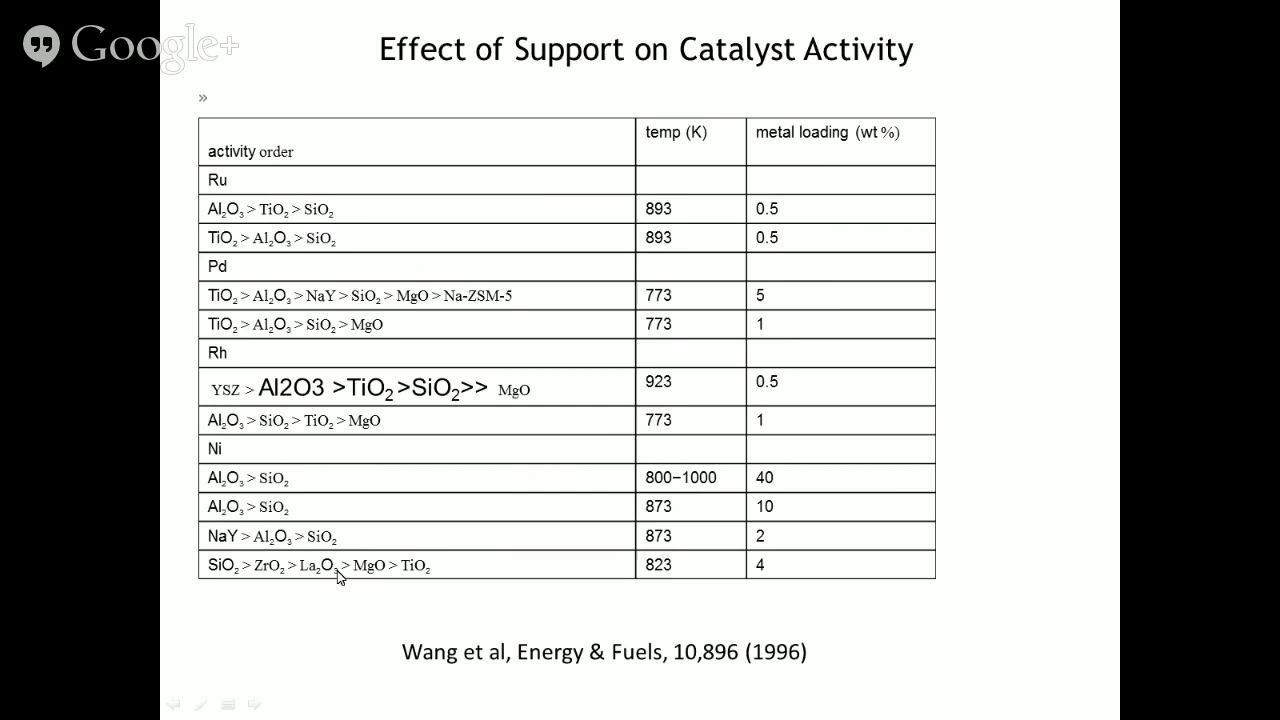 Google+
Effect of Support on Catalyst Activity
»
activity order temp (K) metal loading (wt %)
Ru
Al₂O₃ > TiO₂ > SiO₂ 893 0.5
TiO₂ > Al₂O₃ > SiO₂ 893 0.5
Pd
TiO₂ > Al₂O₃ > NaY > SiO₂ > MgO > Na-ZSM-5 773 5
TiO₂ > Al₂O₃ > SiO₂ > MgO 773 1
Rh
YSZ > Al2O3 >TiO₂ >SiO₂>> MgO 923 0.5
Al₂O₃ > SiO₂ > TiO₂ > MgO 773 1
Ni
Al₂O₃ > SiO₂ 800−1000 40
Al₂O₃ > SiO₂ 873 10
NaY > Al₂O₃ > SiO₂ 873 2
SiO₂ > ZrO₂ > La₂O₃ > MgO > TiO₂ 823 4
Wang et al, Energy & Fuels, 10,896 (1996)